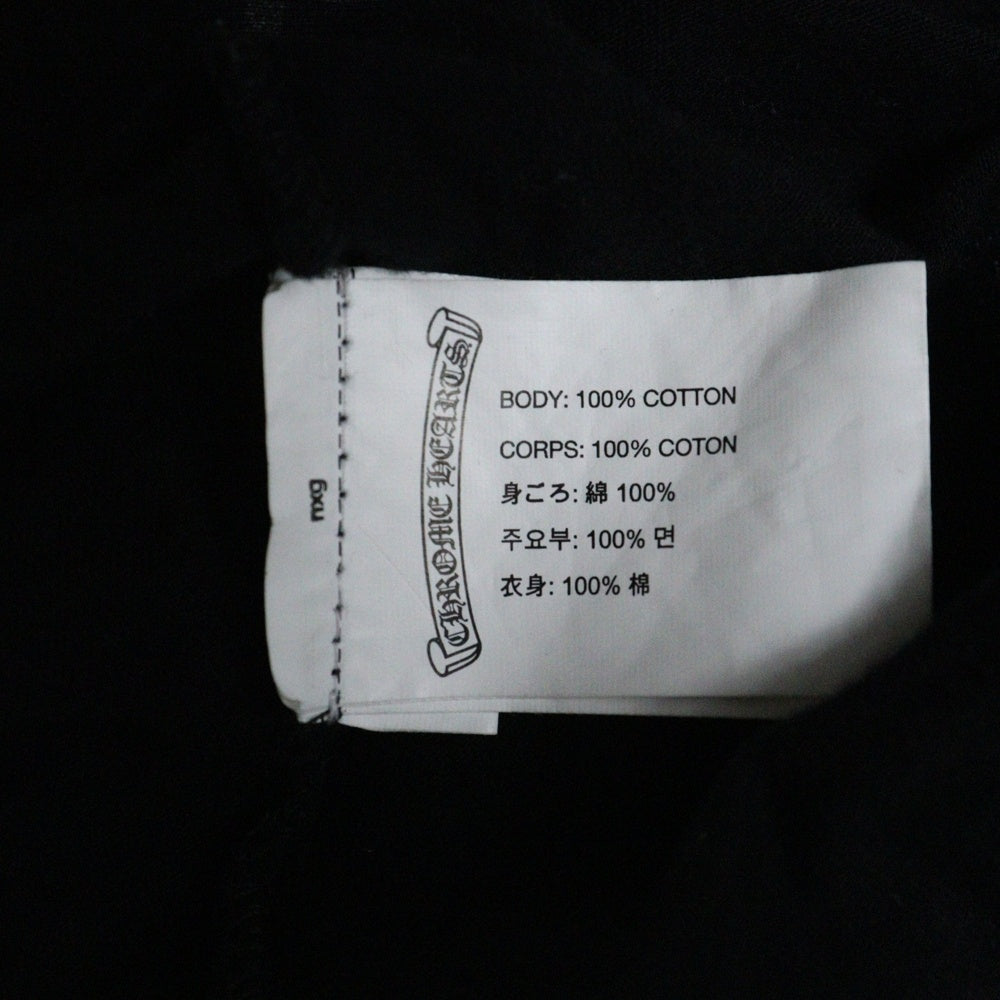 nxg
CHROME HEARTS
BODY: 100% COTTON
CORPS: 100% COTON
身ごろ: 綿 100%
주요부: 100% 면
衣身: 100% 棉